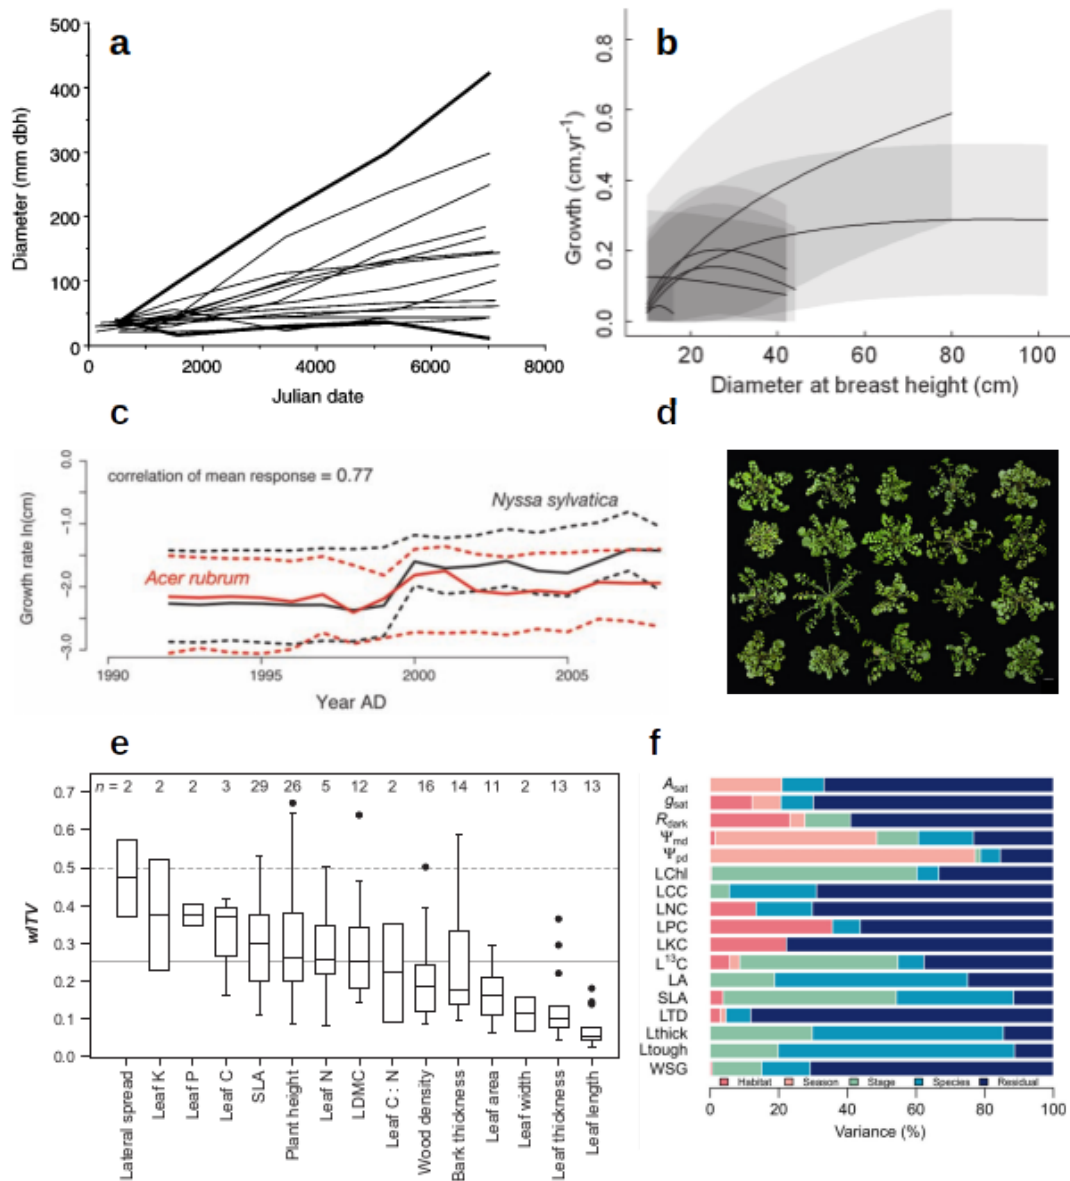 a
500
400
300
200
100
0
Diameter (mm dbh)
0 2000 4000 6000 8000
Julian date
b
0.8
0.6
0.4
0.2
0.0
Growth (cm.yr-1)
20 40 60 80 100
Diameter at breast height (cm)
c
0.0
-1.0
-2.0
-3.0
Growth rate ln(cm)
correlation of mean response = 0.77
Nyssa sylvatica
Acer rubrum
1990 1995 2000 2005
Year AD
d
e
n = 2 2 2 3 29 26 5 12 2 16 14 11 2 13 13
0.7
0.6
0.5
0.4
0.3
0.2
0.1
0.0
wITV
Lateral spread
Leaf K
Leaf P
Leaf C
SLA
Plant height
Leaf N
LDMC
Leaf C : N
Wood density
Bark thickness
Leaf area
Leaf width
Leaf thickness
Leaf length
f
Asat
gsat
Rdark
Ψmd
Ψpd
LChl
LCC
LNC
LPC
LKC
L13C
LA
SLA
LTD
Lthick
Ltough
WSG
Habitat Season Stage Species Residual
0 20 40 60 80 100
Variance (%)